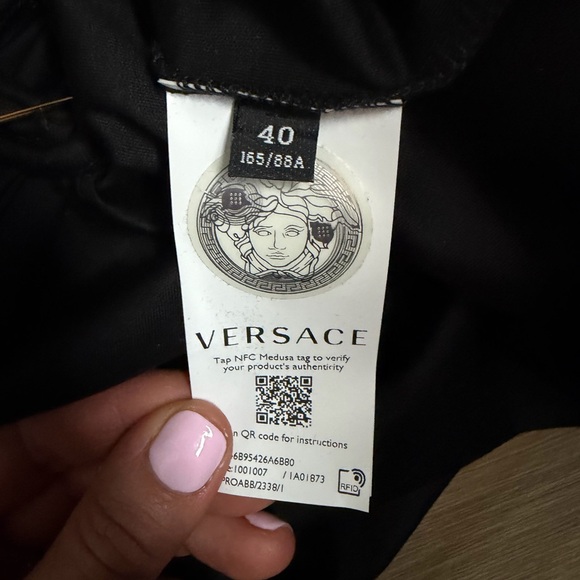 40
165/88A
VERSACE
Tap NFC Medusa tag to verify
your product's authenticity
QR code for instructions
6B95426A6B80
1001007 / 1A01873
PROABB/2338/1
RFID